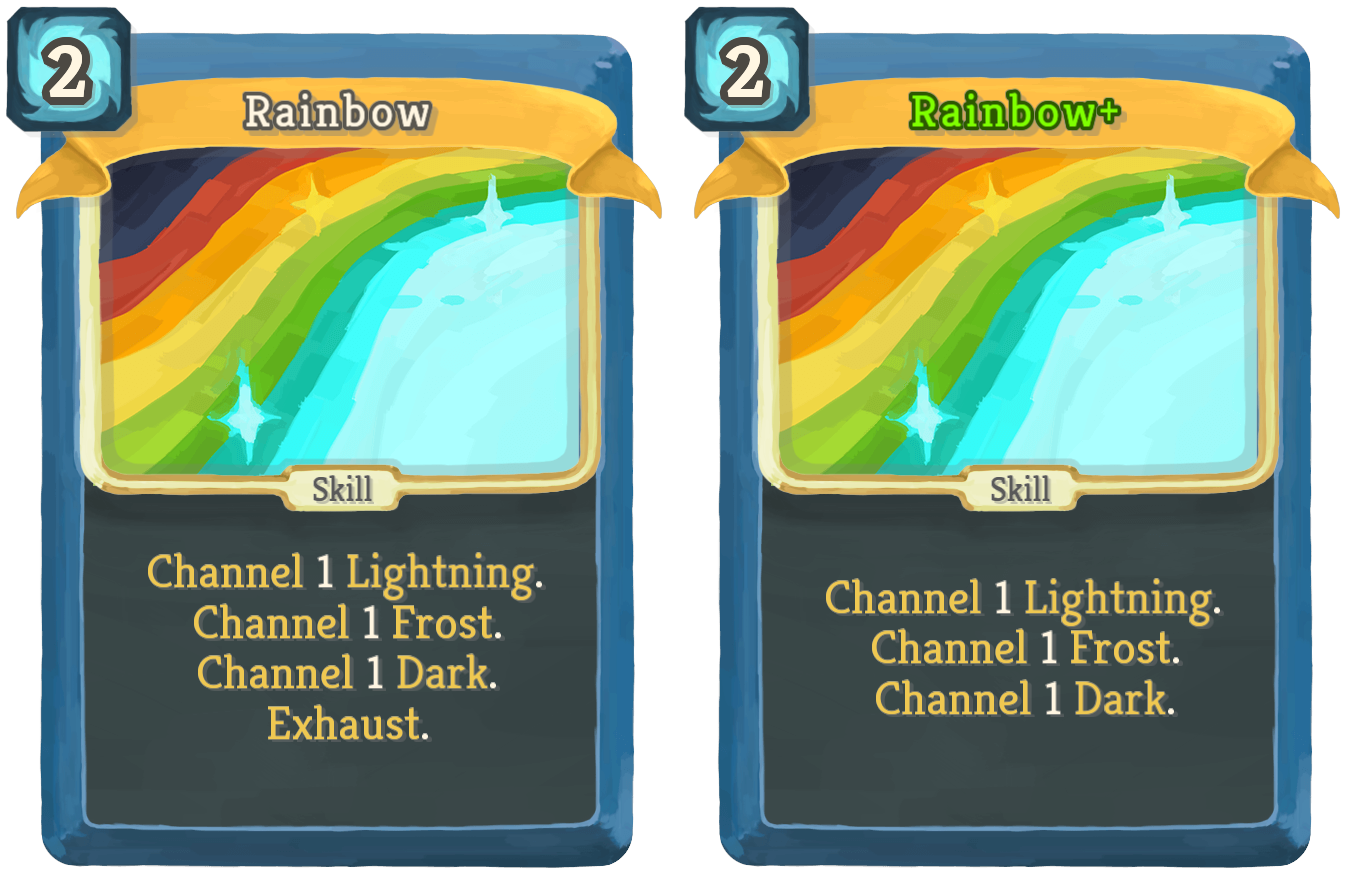 2
Rainbow
Skill
Channel 1 Lightning.
Channel 1 Frost.
Channel 1 Dark.
Exhaust.
2
Rainbow+
Skill
Channel 1 Lightning.
Channel 1 Frost.
Channel 1 Dark.